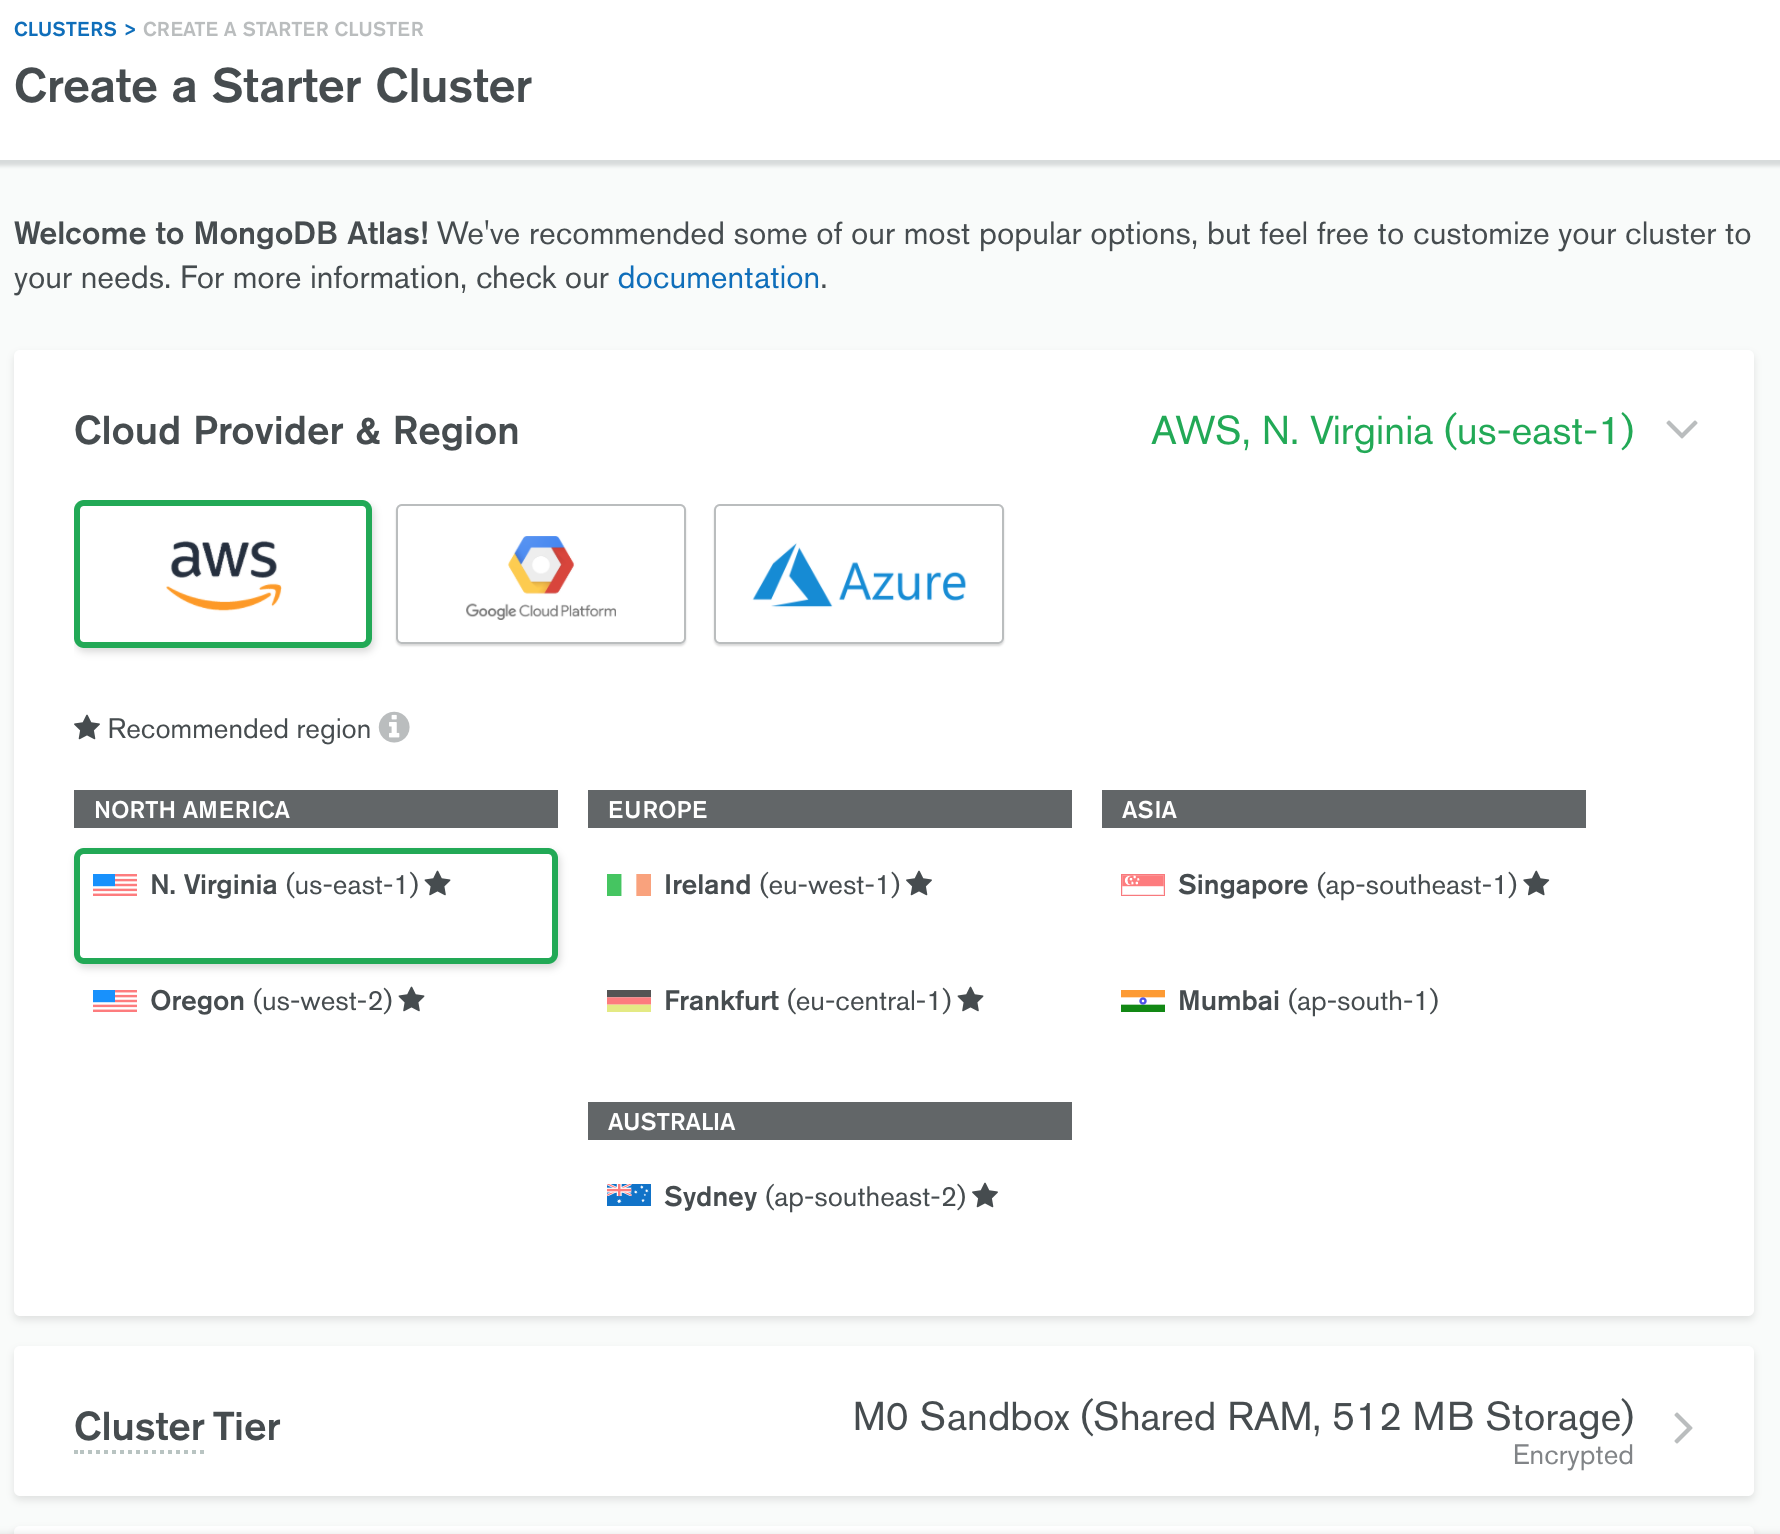 CLUSTERS > CREATE A STARTER CLUSTER
Create a Starter Cluster
Welcome to MongoDB Atlas! We've recommended some of our most popular options, but feel free to customize your cluster to
your needs. For more information, check our documentation.
Cloud Provider & Region
AWS, N. Virginia (us-east-1)
aws
Google Cloud Platform
Azure
★ Recommended region
NORTH AMERICA
N. Virginia (us-east-1) ★
Oregon (us-west-2) ★
EUROPE
Ireland (eu-west-1) ★
Frankfurt (eu-central-1) ★
AUSTRALIA
Sydney (ap-southeast-2) ★
ASIA
Singapore (ap-southeast-1) ★
Mumbai (ap-south-1)
Cluster Tier
M0 Sandbox (Shared RAM, 512 MB Storage)
Encrypted